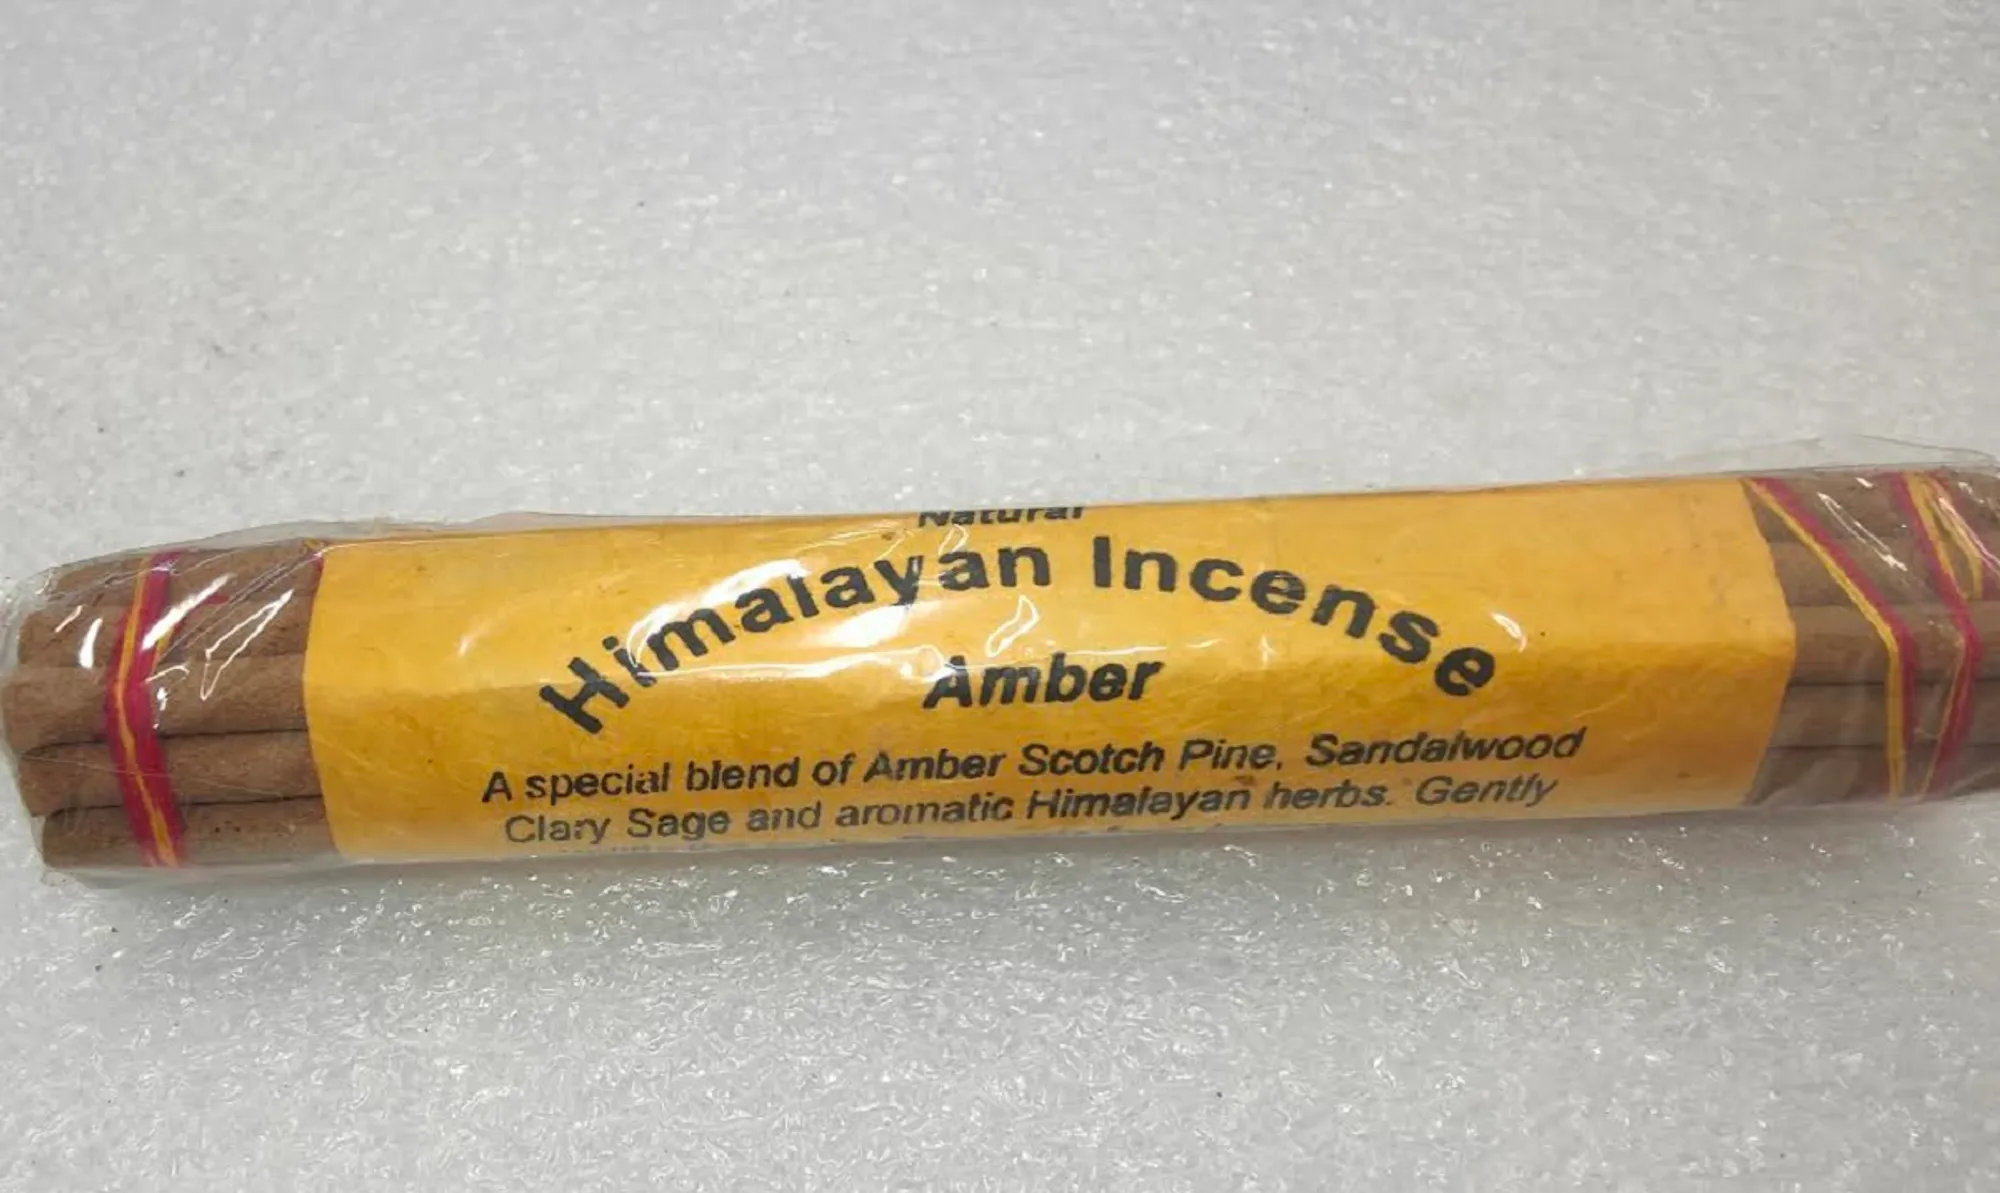 Natural
Himalayan Incense
Amber
A special blend of Amber Scotch Pine, Sandalwood
Clary Sage and aromatic Himalayan herbs. Gently